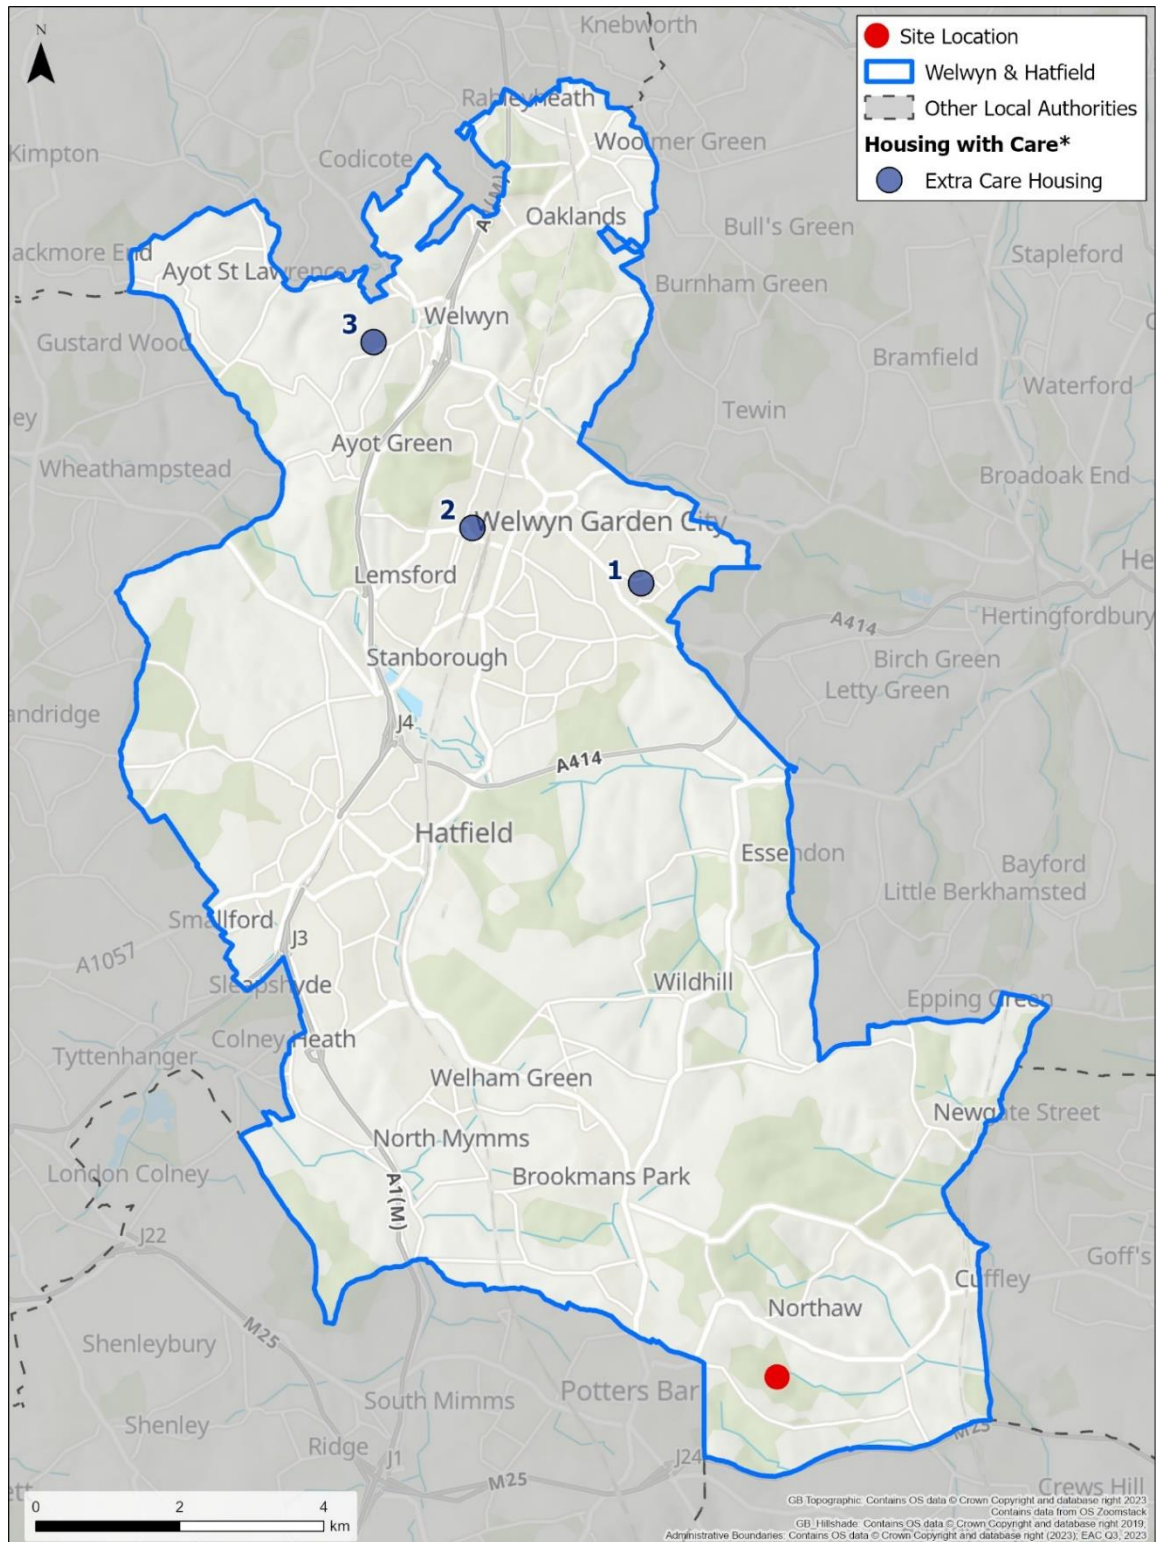 N
Knebworth
Site Location
Welwyn & Hatfield
Other Local Authorities
Housing with Care*
Extra Care Housing
Rableyheath
Woolmer Green
Kimpton
Codicote
A1(M)
Oaklands
Bull's Green
Stapleford
ackmore End
Ayot St Lawrence
Burnham Green
3
Welwyn
Gustard Wood
Bramfield
Waterford
ley
Tewin
Ayot Green
Wheathampstead
Broadoak End
2
Welwyn Garden City
He
1
Lemsford
Hertingfordbury
A414
Stanborough
Birch Green
Letty Green
andridge
J4
A414
Hatfield
Essendon
Bayford
Little Berkhamsted
Smallford
J3
A1057
Sleapshyde
Wildhill
Epping Green
Colney Heath
Tyttenhanger
Welham Green
Newgate Street
North Mymms
London Colney
Brookmans Park
A1(M)
J22
Goff's
Cuffley
Northaw
M25
Shenleybury
Potters Bar
South Mimms
Shenley
M25
Ridge
J1
J24
M25
Crews Hill
ett
0 2 4
km
GB Topographic: Contains OS data © Crown Copyright and database right 2023
Contains data from OS Zoomstack
GB_Hillshade: Contains OS data © Crown Copyright and database right 2019,
Administrative Boundaries: Contains OS data © Crown Copyright and database right (2023); EAC Q3, 2023